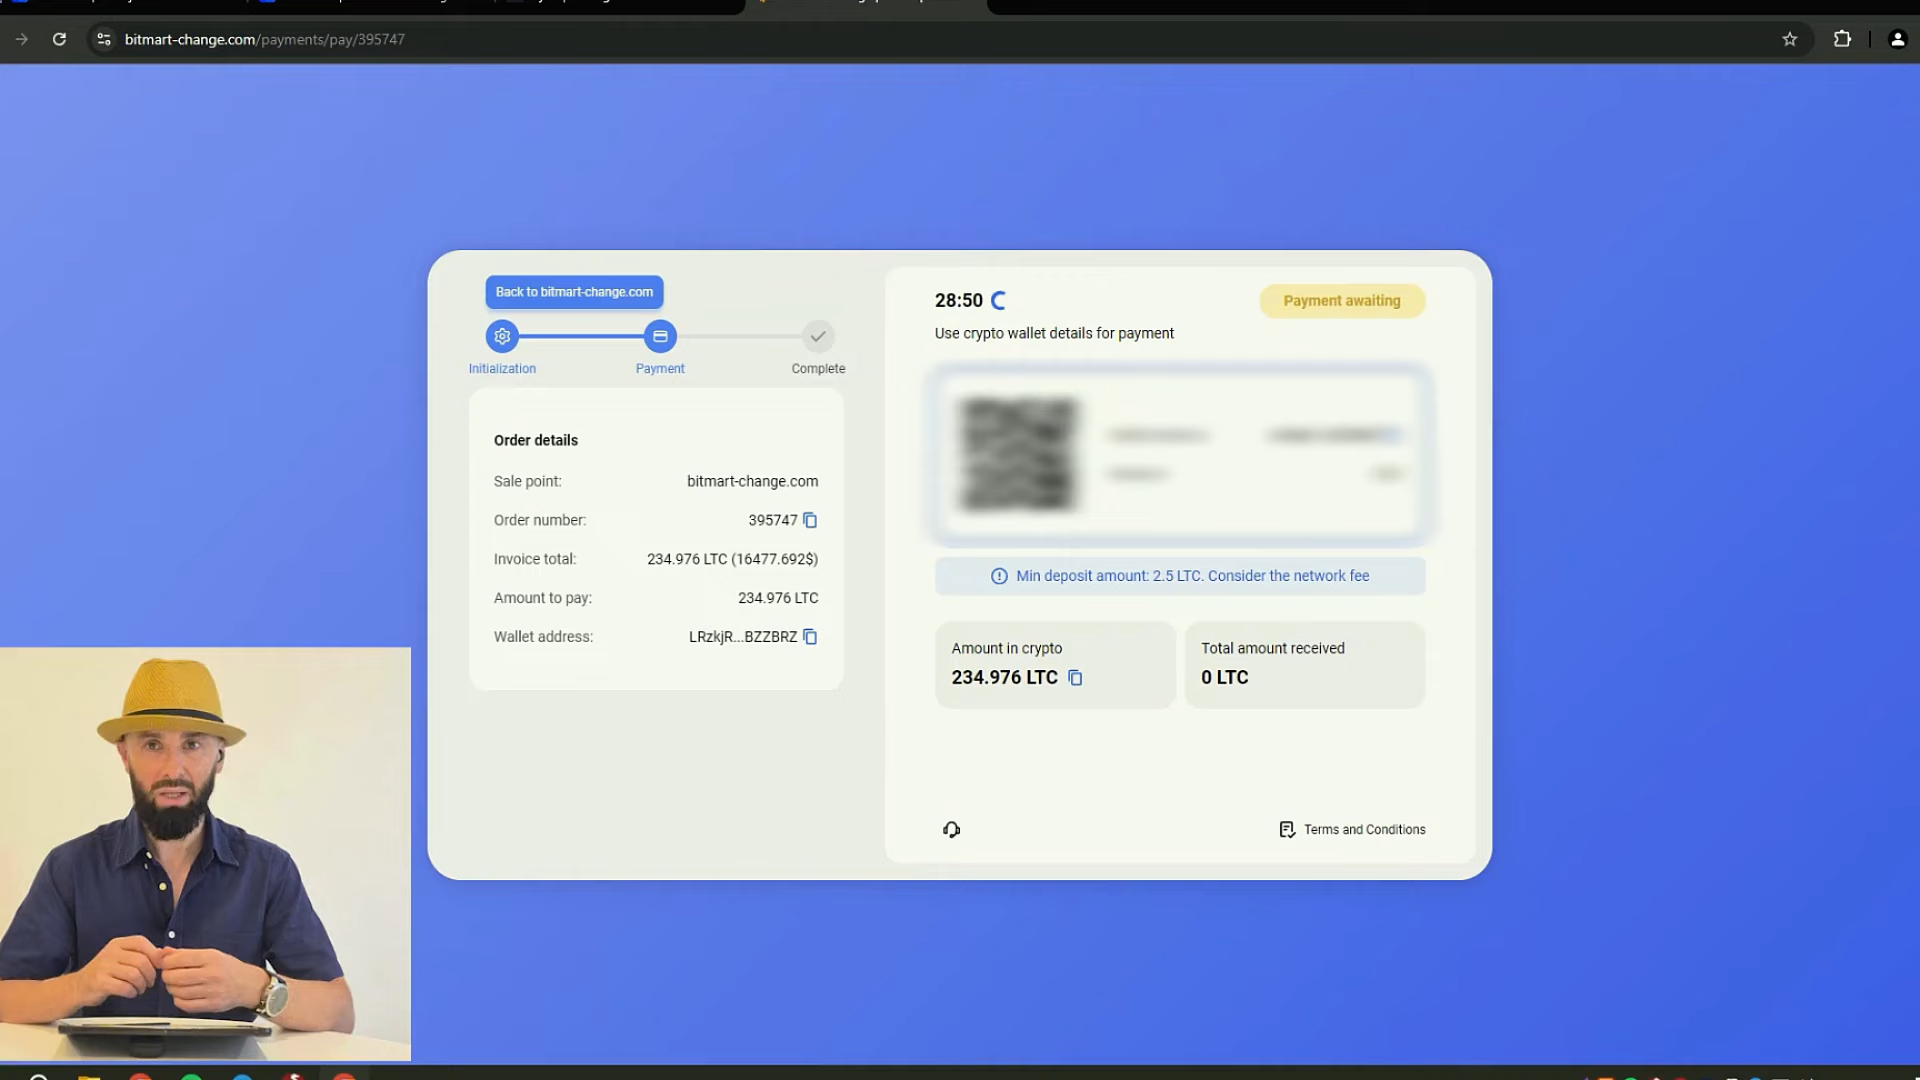 bitmart-change.com/payments/pay/395747
Back to bitmart-change.com
Initialization
Payment
Complete
Order details
Sale point: bitmart-change.com
Order number: 395747
Invoice total: 234.976 LTC (16477.692$)
Amount to pay: 234.976 LTC
Wallet address: LRzkjR...BZZBRZ
28:50
Payment awaiting
Use crypto wallet details for payment
Min deposit amount: 2.5 LTC. Consider the network fee
Amount in crypto
234.976 LTC
Total amount received
0 LTC
Terms and Conditions